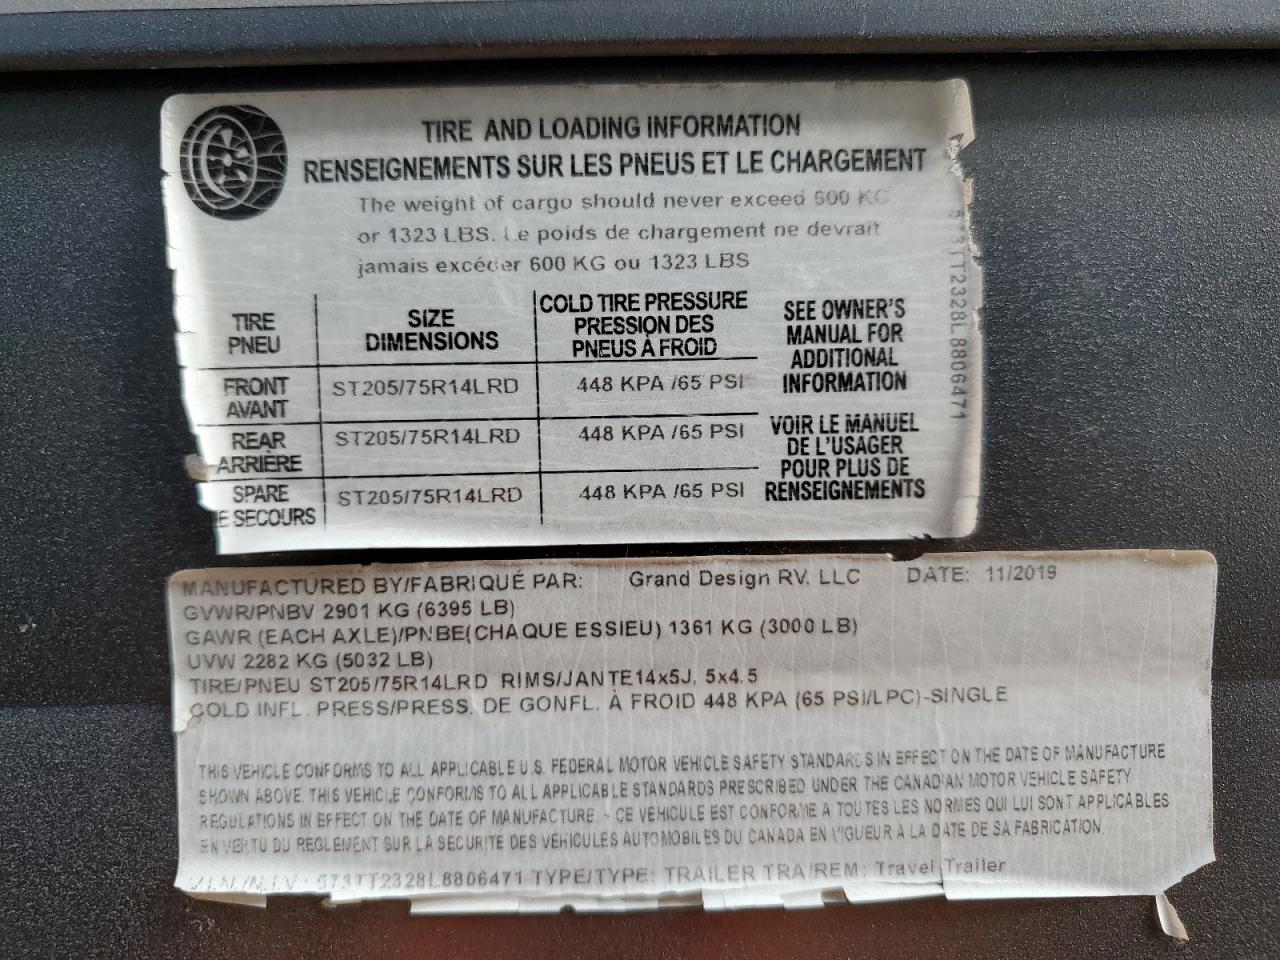 TIRE AND LOADING INFORMATION
RENSEIGNEMENTS SUR LES PNEUS ET LE CHARGEMENT
The weight of cargo should never exceed 600 KG
or 1323 LBS. Le poids de chargement ne devrait
jamais excéder 600 KG ou 1323 LBS
TIRE
PNEU
SIZE
DIMENSIONS
COLD TIRE PRESSURE
PRESSION DES
PNEUS À FROID
FRONT
AVANT
ST205/75R14LRD
448 KPA /65 PSI
REAR
ARRIÈRE
ST205/75R14LRD
448 KPA /65 PSI
SPARE
E SECOURS
ST205/75R14LRD
448 KPA /65 PSI
SEE OWNER'S
MANUAL FOR
ADDITIONAL
INFORMATION
VOIR LE MANUEL
DE L'USAGER
POUR PLUS DE
RENSEIGNEMENTS
573TT2328L8806471
MANUFACTURED BY/FABRIQUÉ PAR: Grand Design RV, LLC DATE: 11/2019
GVWR/PNBV 2901 KG (6395 LB)
GAWR (EACH AXLE)/PNBE(CHAQUE ESSIEU) 1361 KG (3000 LB)
UVW 2282 KG (5032 LB)
TIRE/PNEU ST205/75R14LRD RIMS/JANTE14x5J, 5x4.5
COLD INFL. PRESS/PRESS. DE GONFL. À FROID 448 KPA (65 PSI/LPC)-SINGLE
THIS VEHICLE CONFORMS TO ALL APPLICABLE U.S. FEDERAL MOTOR VEHICLE SAFETY STANDARDS IN EFFECT ON THE DATE OF MANUFACTURE
SHOWN ABOVE. THIS VEHICLE CONFORMS TO ALL APPLICABLE STANDARDS PRESCRIBED UNDER THE CANADIAN MOTOR VEHICLE SAFETY
REGULATIONS IN EFFECT ON THE DATE OF MANUFACTURE. - CE VEHICULE EST CONFORME A TOUTES LES NORMES QUI LUI SONT APPLICABLES
EN VERTU DU REGLEMENT SUR LA SECURITE DES VÉHICULES AUTOMOBILES DU CANADA EN VIGUEUR A LA DATE DE SA FABRICATION.
V.I.N./N.I.V.: 573TT2328L8806471 TYPE/TYPE: TRAILER TRA/REM: Travel Trailer